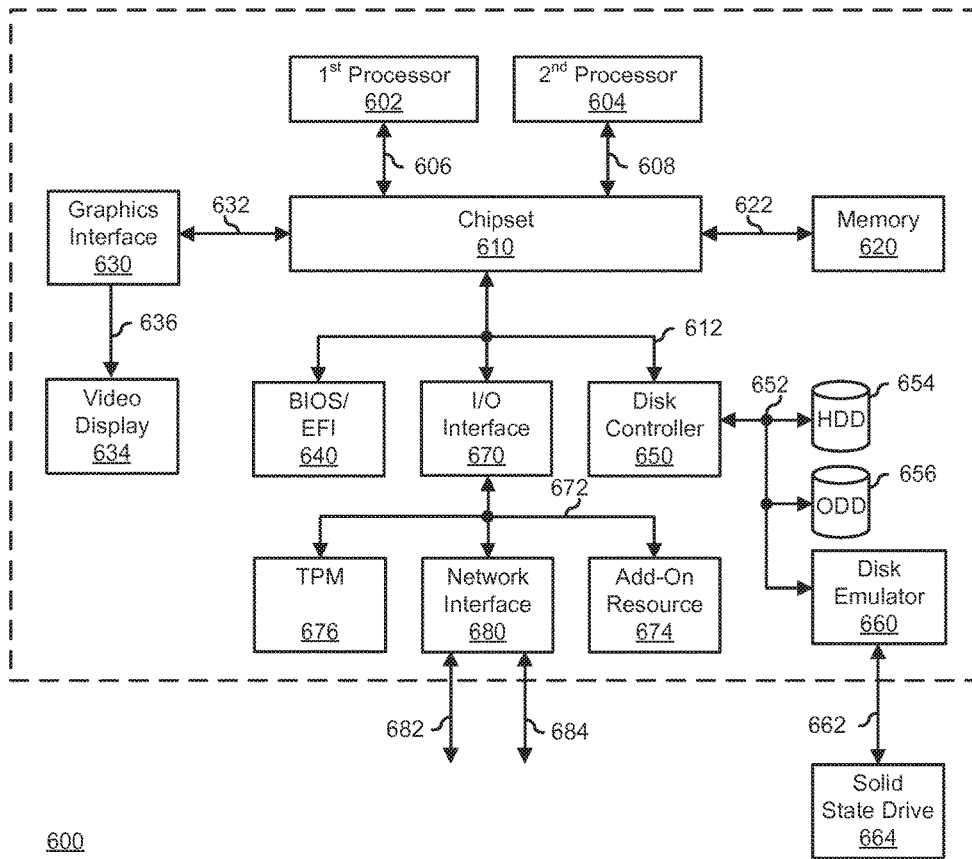 1st Processor
602
2nd Processor
604
606
608
Graphics
Interface
630
632
Chipset
610
622
Memory
620
636
612
Video
Display
634
BIOS/
EFI
640
I/O
Interface
670
Disk
Controller
650
652
HDD
654
ODD
656
672
TPM
676
Network
Interface
680
Add-On
Resource
674
Disk
Emulator
660
682
684
662
Solid
State Drive
664
600